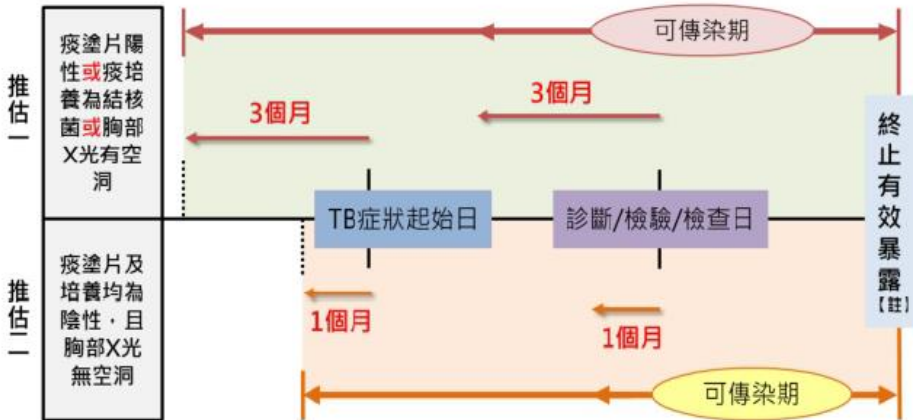 推估一
痰塗片陽
性或痰培
養為結核
菌或胸部
X光有空
洞
可傳染期
3個月
3個月
TB症狀起始日
診斷/檢驗/檢查日
終止有效暴露【註】
推估二
痰塗片及
培養均為
陰性，且
胸部X光
無空洞
1個月
1個月
可傳染期